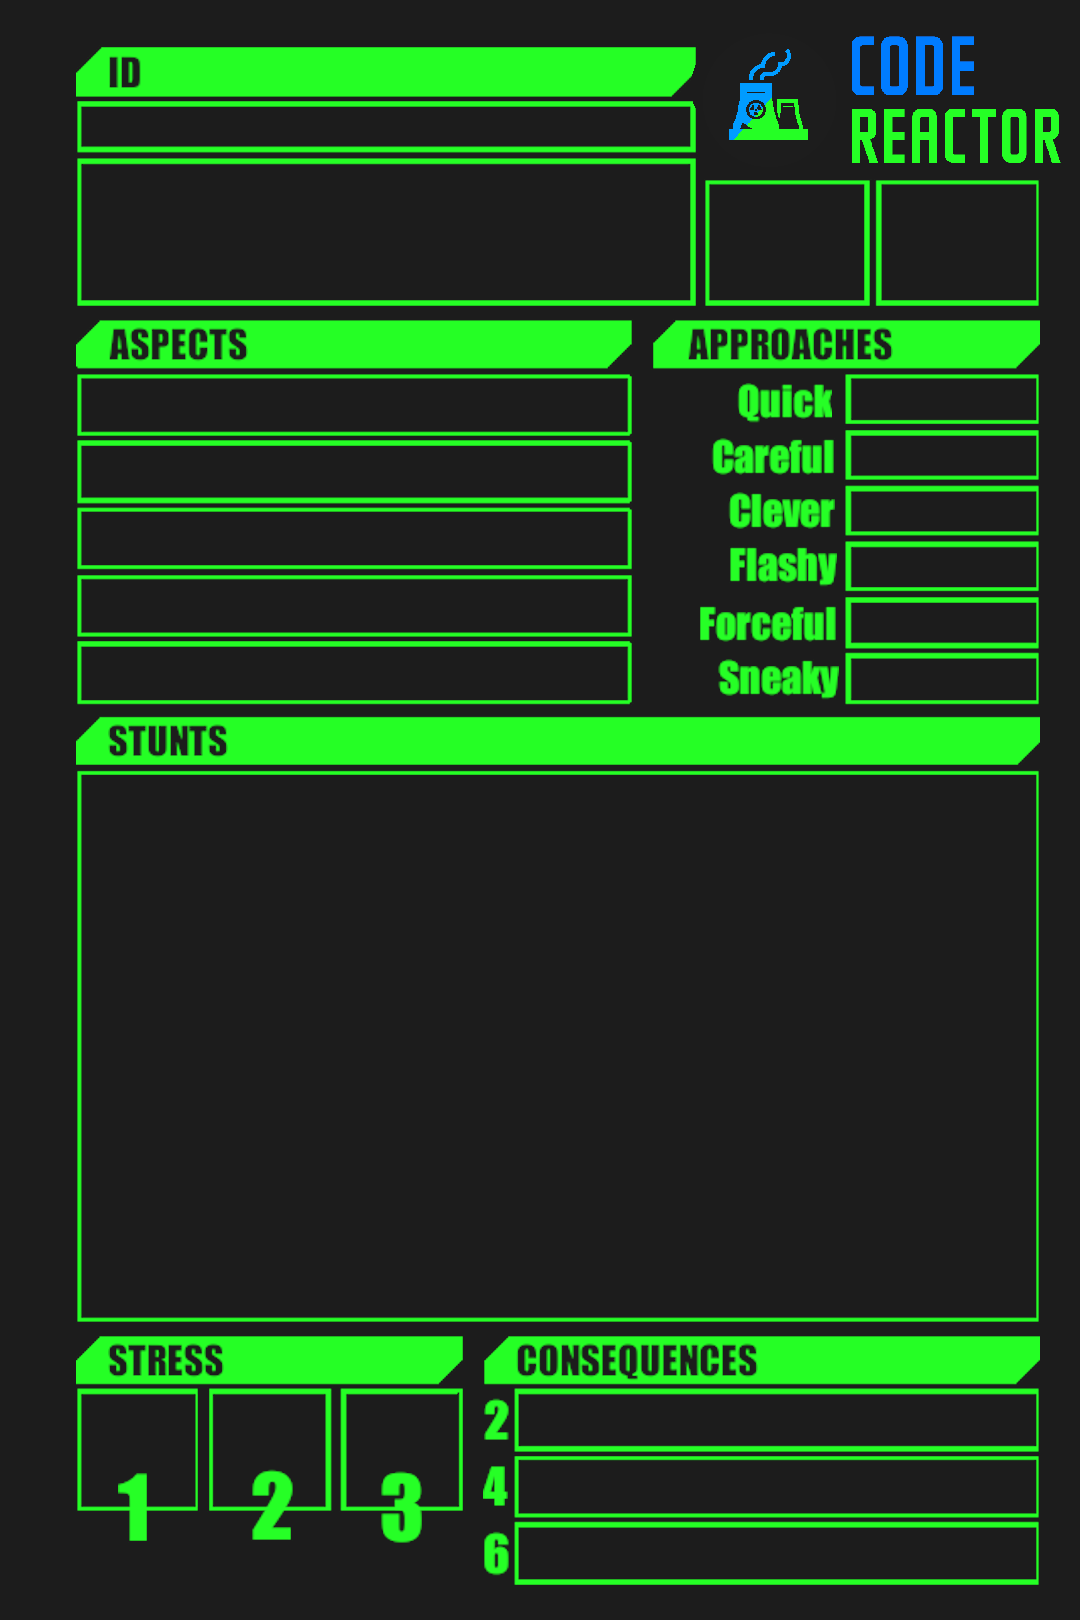 ID
CODE
REACTOR
ASPECTS
APPROACHES
Quick
Careful
Clever
Flashy
Forceful
Sneaky
STUNTS
STRESS
CONSEQUENCES
1
2
3
2
4
6